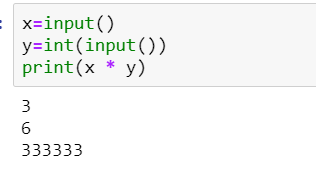 :
x=input()
y=int(input())
print(x * y)
3
6
333333